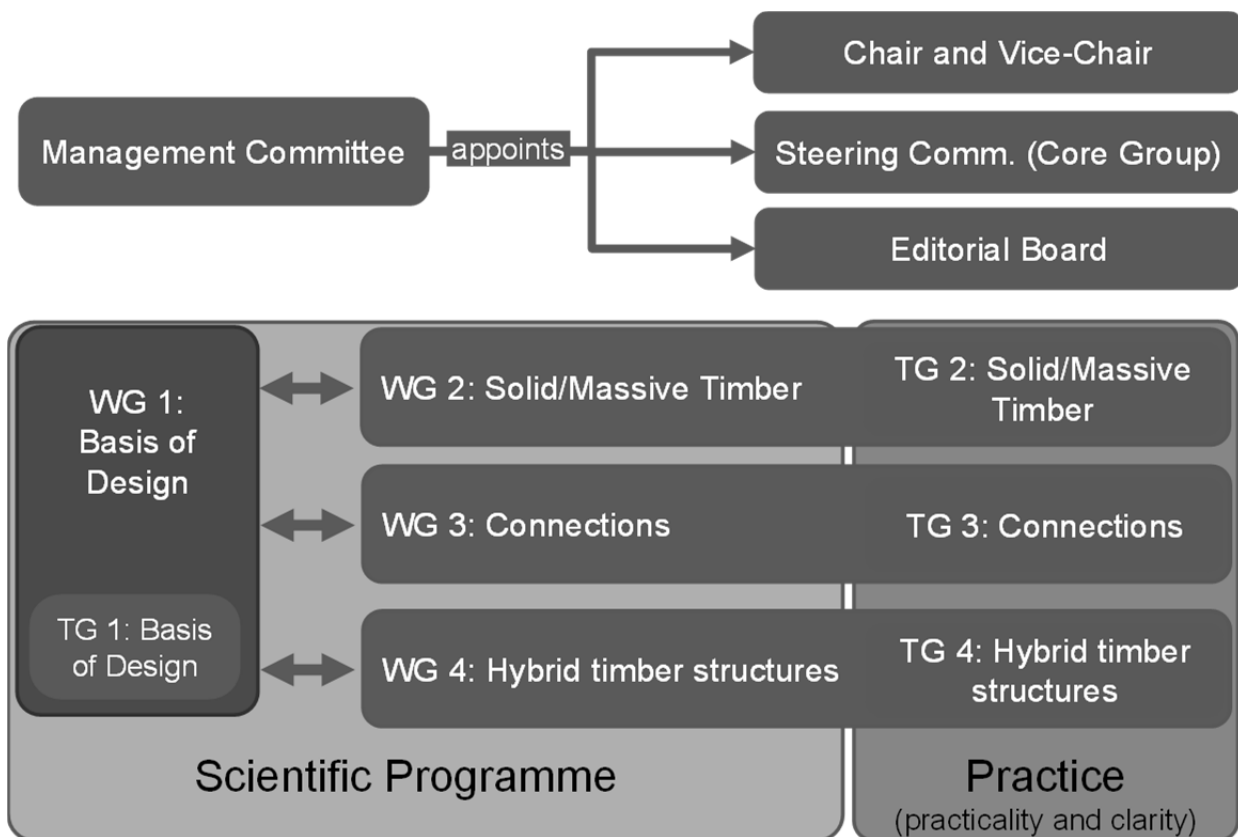 Chair and Vice-Chair
Management Committee
appoints
Steering Comm. (Core Group)
Editorial Board
WG 1:
Basis of
Design
TG 1: Basis
of Design
WG 2: Solid/Massive Timber
TG 2: Solid/Massive
Timber
WG 3: Connections
TG 3: Connections
WG 4: Hybrid timber structures
TG 4: Hybrid timber
structures
Scientific Programme
Practice
(practicality and clarity)